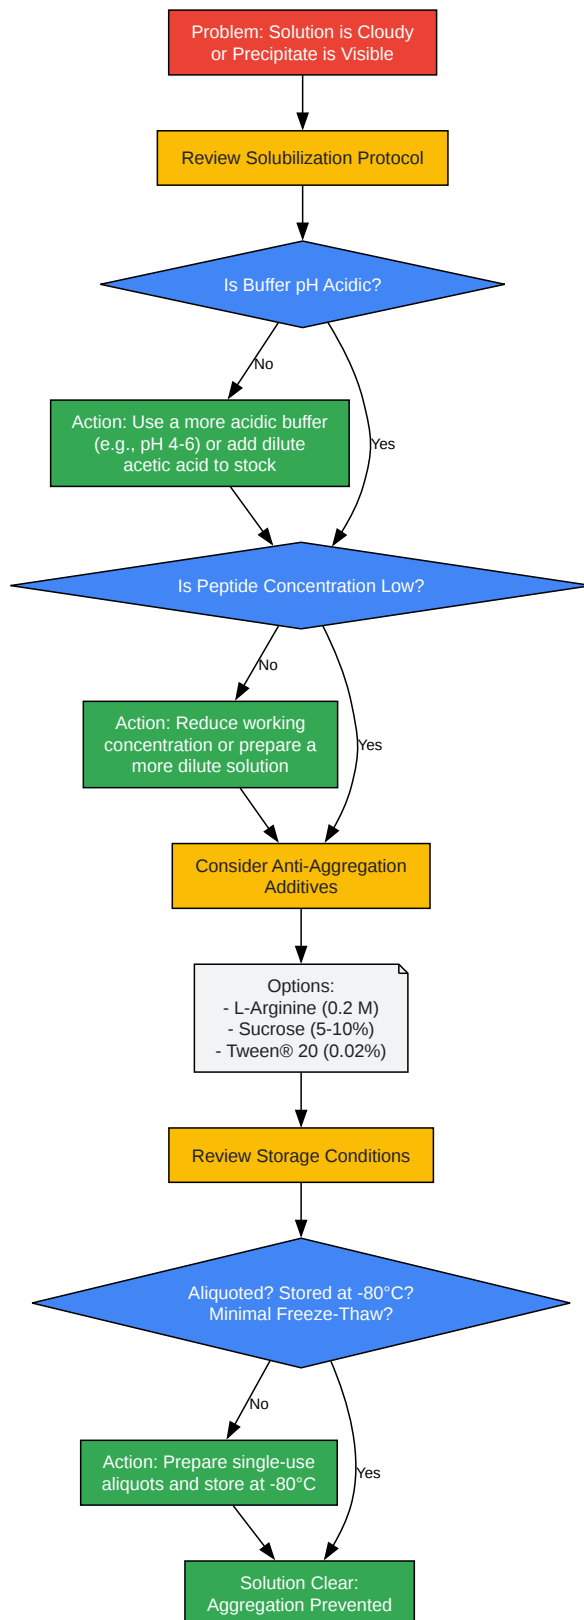 Problem: Solution is Cloudy
or Precipitate is Visible
Review Solubilization Protocol
Is Buffer pH Acidic?
No
Action: Use a more acidic buffer
(e.g., pH 4-6) or add dilute
acetic acid to stock
Yes
Is Peptide Concentration Low?
No
Action: Reduce working
concentration or prepare a
more dilute solution
Yes
Consider Anti-Aggregation
Additives
Options:
- L-Arginine (0.2 M)
- Sucrose (5-10%)
- Tween® 20 (0.02%)
Review Storage Conditions
Aliquoted? Stored at -80°C?
Minimal Freeze-Thaw?
No
Action: Prepare single-use
aliquots and store at -80°C
Yes
Solution Clear:
Aggregation Prevented